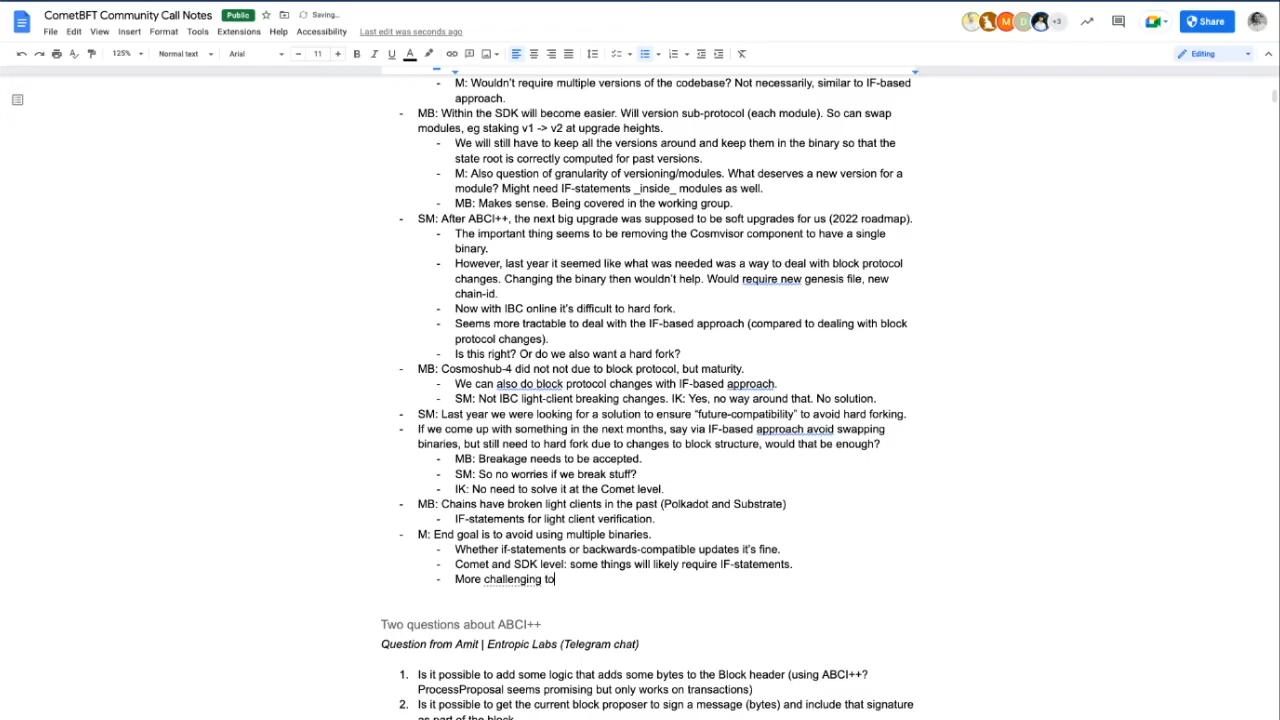 CometBFT Community Call Notes Public Saving... +3 Share
File Edit View Insert Format Tools Extensions Help Accessibility Last edit was seconds ago
125% Normal text Arial - 11 + B I U A Editing
- M: Wouldn't require multiple versions of the codebase? Not necessarily, similar to IF-based
approach.
- MB: Within the SDK will become easier. Will version sub-protocol (each module). So can swap
modules, eg staking v1 -> v2 at upgrade heights.
- We will still have to keep all the versions around and keep them in the binary so that the
state root is correctly computed for past versions.
- M: Also question of granularity of versioning/modules. What deserves a new version for a
module? Might need IF-statements _inside_ modules as well.
- MB: Makes sense. Being covered in the working group.
- SM: After ABCI++, the next big upgrade was supposed to be soft upgrades for us (2022 roadmap).
- The important thing seems to be removing the Cosmvisor component to have a single
binary.
- However, last year it seemed like what was needed was a way to deal with block protocol
changes. Changing the binary then wouldn't help. Would require new genesis file, new
chain-id.
- Now with IBC online it's difficult to hard fork.
- Seems more tractable to deal with the IF-based approach (compared to dealing with block
protocol changes).
- Is this right? Or do we also want a hard fork?
- MB: Cosmoshub-4 did not not due to block protocol, but maturity.
- We can also do block protocol changes with IF-based approach.
- SM: Not IBC light-client breaking changes. IK: Yes, no way around that. No solution.
- SM: Last year we were looking for a solution to ensure “future-compatibility” to avoid hard forking.
- If we come up with something in the next months, say via IF-based approach avoid swapping
binaries, but still need to hard fork due to changes to block structure, would that be enough?
- MB: Breakage needs to be accepted.
- SM: So no worries if we break stuff?
- IK: No need to solve it at the Comet level.
- MB: Chains have broken light clients in the past (Polkadot and Substrate)
- IF-statements for light client verification.
- M: End goal is to avoid using multiple binaries.
- Whether if-statements or backwards-compatible updates it's fine.
- Comet and SDK level: some things will likely require IF-statements.
- More challenging to
Two questions about ABCI++
Question from Amit | Entropic Labs (Telegram chat)
1. Is it possible to add some logic that adds some bytes to the Block header (using ABCI++?
ProcessProposal seems promising but only works on transactions)
2. Is it possible to get the current block proposer to sign a message (bytes) and include that signature
as part of the block